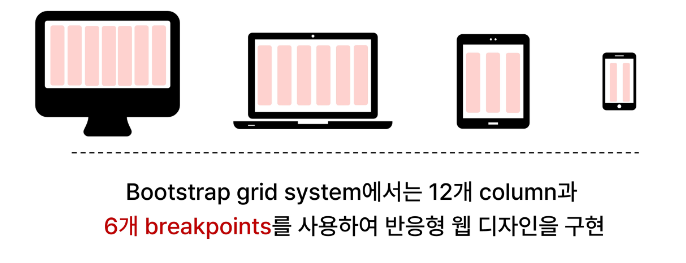 Bootstrap grid system에서는 12개 column과
6개 breakpoints를 사용하여 반응형 웹 디자인을 구현